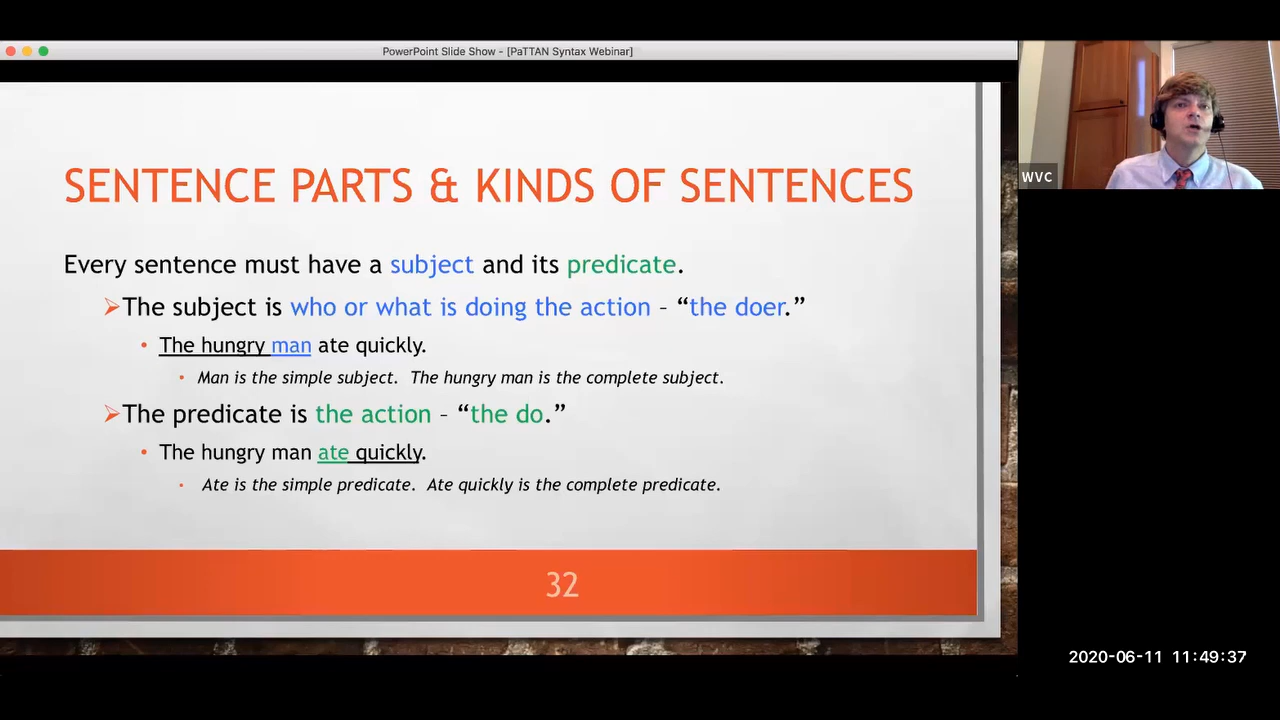 PowerPoint Slide Show - [PaTTAN Syntax Webinar]
SENTENCE PARTS & KINDS OF SENTENCES
Every sentence must have a subject and its predicate.
The subject is who or what is doing the action – “the doer.”
The hungry man ate quickly.
Man is the simple subject. The hungry man is the complete subject.
The predicate is the action – “the do.”
The hungry man ate quickly.
Ate is the simple predicate. Ate quickly is the complete predicate.
32
WVC
2020-06-11 11:49:37